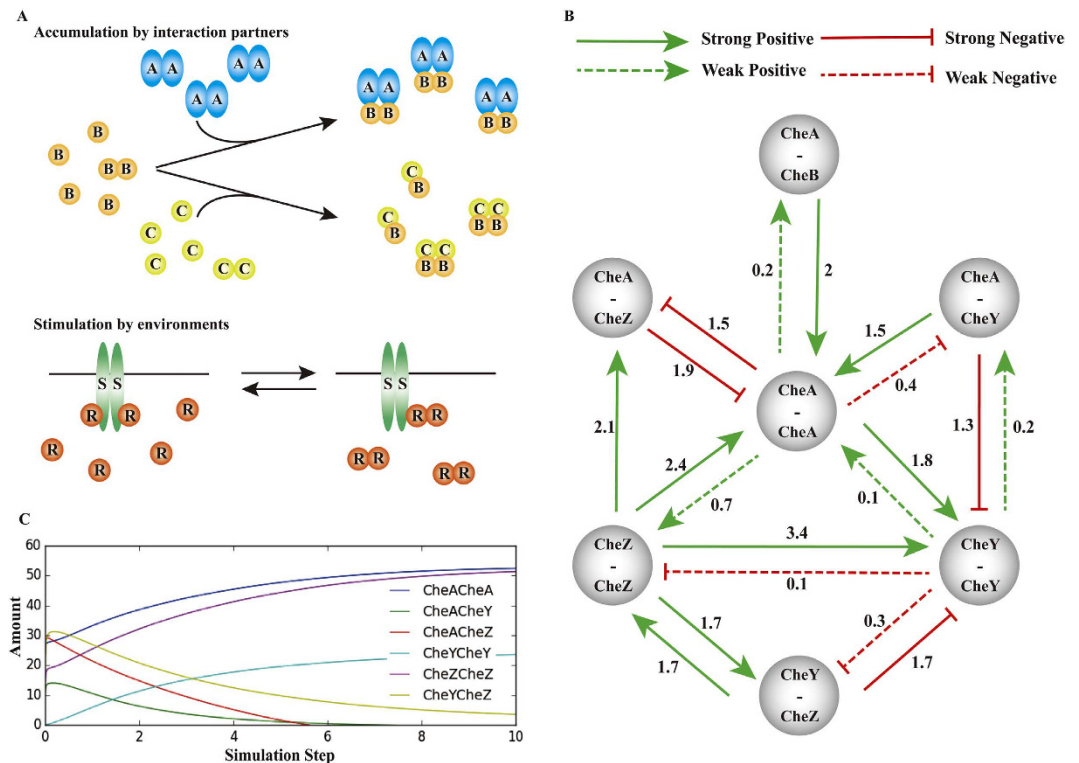 A
Accumulation by interaction partners
A A
A A
A A
B
B
B B
B
B
C
C
C
C C
A A
B B
A A
B B
A A
B B
C
B
C
B
C C
B B
C C
B B
Stimulation by environments
S S
R R
R
R
R
R
S S
R R
R R
R R
B
Strong Positive
Strong Negative
Weak Positive
Weak Negative
CheA
-
CheB
0.2
2
CheA
-
CheZ
CheA
-
CheY
1.5
1.9
1.5
0.4
CheA
-
CheA
2.1
1.3
0.2
2.4
0.7
1.8
0.1
CheZ
-
CheZ
3.4
0.1
CheY
-
CheY
1.7
1.7
0.3
1.7
CheY
-
CheZ
C
60
50
40
30
20
10
0
Amount
CheACheA
CheACheY
CheACheZ
CheYCheY
CheZCheZ
CheYCheZ
0 2 4 6 8 10
Simulation Step